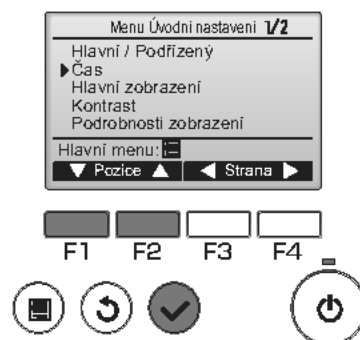 Menu Úvodni nastavení 1/2
Hlavní / Podřízený
Čas
Hlavní zobrazení
Kontrast
Podrobnosti zobrazení
Hlavní menu:
Pozice Strana
F1 F2 F3 F4